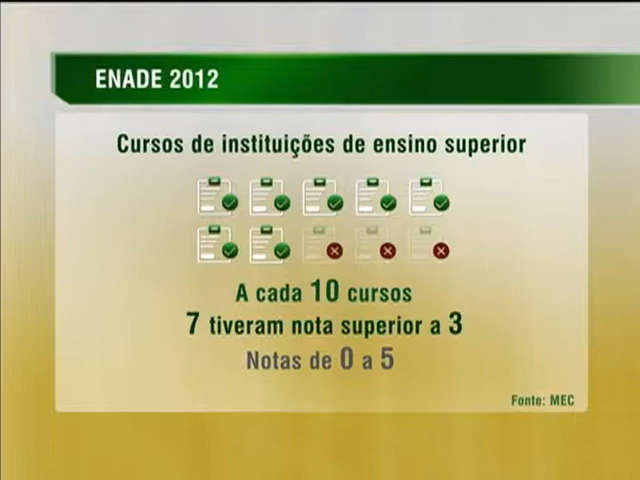 ENADE 2012
Cursos de instituições de ensino superior
A cada 10 cursos
7 tiveram nota superior a 3
Notas de 0 a 5
Fonte: MEC